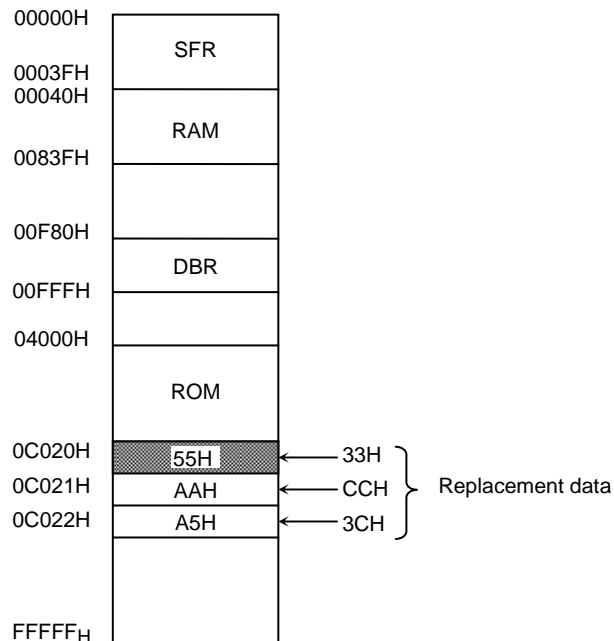 00000H
SFR
0003FH
00040H
RAM
0083FH
00F80H
DBR
00FFFH
04000H
ROM
0C020H 55H 33H
0C021H AAH CCH Replacement data
0C022H A5H 3CH
FFFFFH